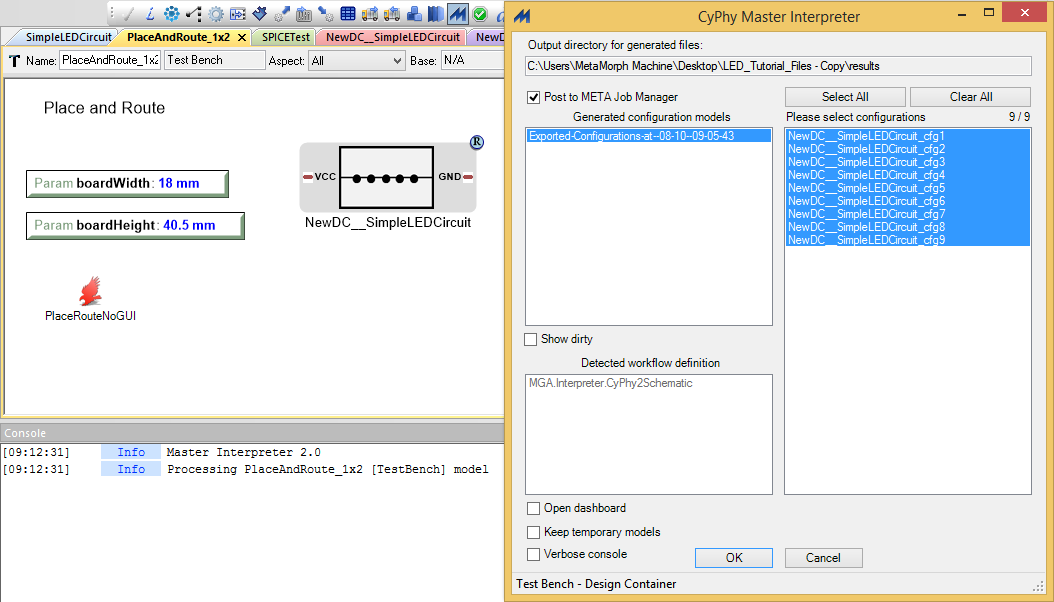 SimpleLEDCircuit
PlaceAndRoute_1x2
SPICETest
NewDC__SimpleLEDCircuit
NewD
Name: PlaceAndRoute_1x2
Test Bench
Aspect: All
Base: N/A
Place and Route
Param boardWidth: 18 mm
Param boardHeight: 40.5 mm
R
VCC
GND
NewDC__SimpleLEDCircuit
PlaceRouteNoGUI
Console
[09:12:31] Info Master Interpreter 2.0
[09:12:31] Info Processing PlaceAndRoute_1x2 [TestBench] model
CyPhy Master Interpreter
Output directory for generated files:
C:\Users\MetaMorph Machine\Desktop\LED_Tutorial_Files - Copy\results
Post to META Job Manager
Select All
Clear All
Generated configuration models
Please select configurations
9 / 9
Exported-Configurations-at--08-10--09-05-43
NewDC__SimpleLEDCircuit_cfg1
NewDC__SimpleLEDCircuit_cfg2
NewDC__SimpleLEDCircuit_cfg3
NewDC__SimpleLEDCircuit_cfg4
NewDC__SimpleLEDCircuit_cfg5
NewDC__SimpleLEDCircuit_cfg6
NewDC__SimpleLEDCircuit_cfg7
NewDC__SimpleLEDCircuit_cfg8
NewDC__SimpleLEDCircuit_cfg9
Show dirty
Detected workflow definition
MGA.Interpreter.CyPhy2Schematic
Open dashboard
Keep temporary models
Verbose console
OK
Cancel
Test Bench - Design Container